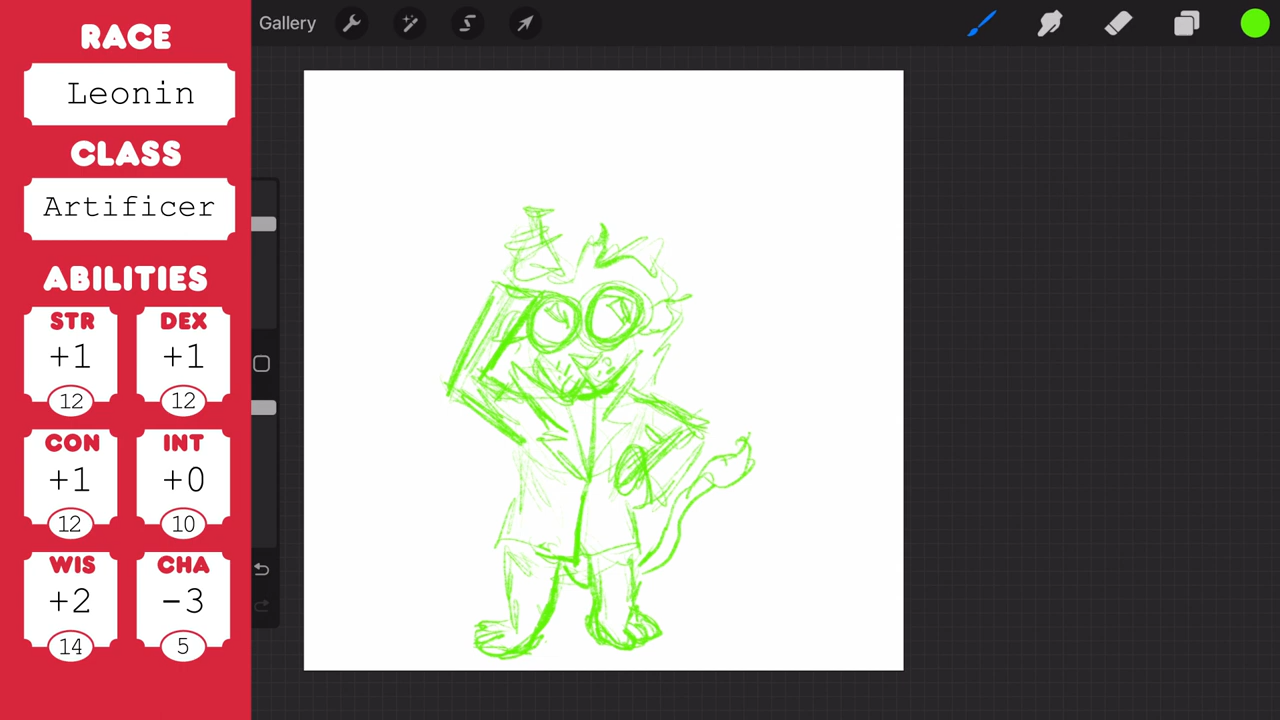 RACE
Leonin
CLASS
Artificer
ABILITIES
STR DEX
+1 +1
12 12
CON INT
+1 +0
12 10
WIS CHA
+2 -3
14 5
Gallery